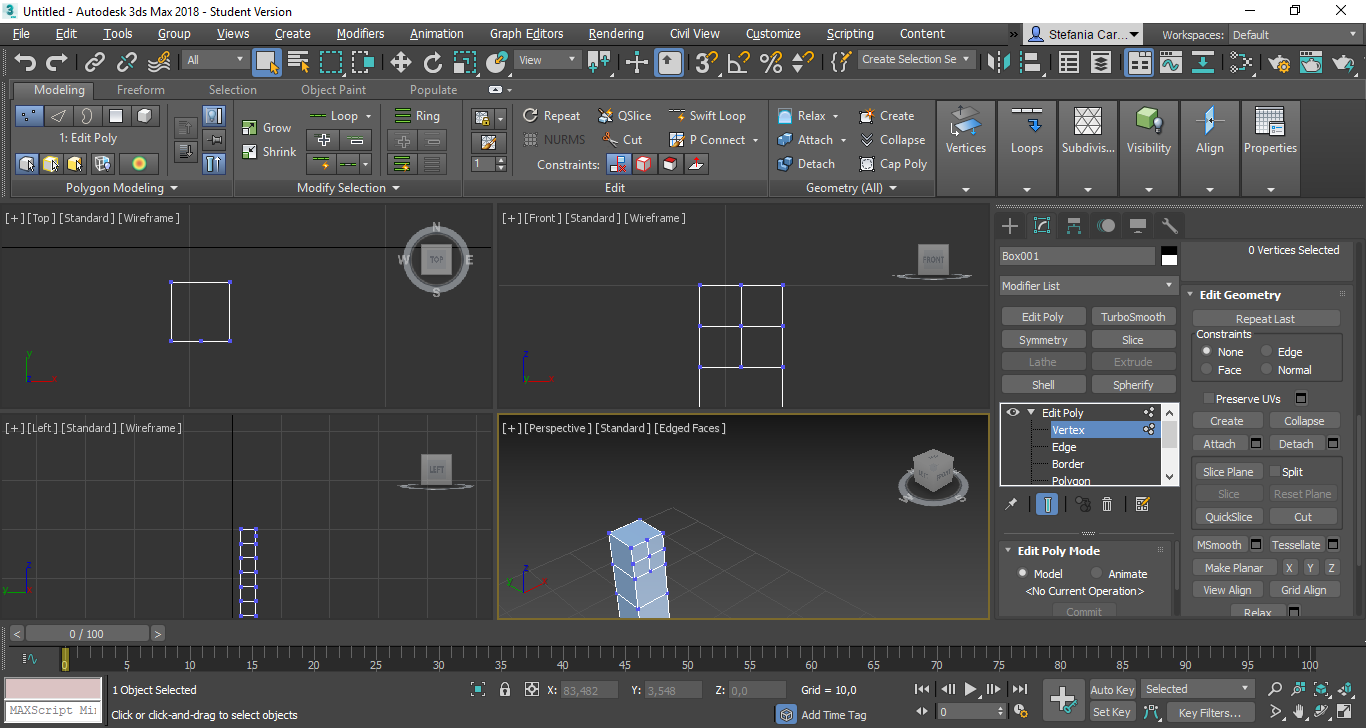 Untitled - Autodesk 3ds Max 2018 - Student Version
File Edit Tools Group Views Create Modifiers Animation Graph Editors Rendering Civil View Customize Scripting Content » Stefania Car... Workspaces: Default
All View Create Selection Se
Modeling Freeform Selection Object Paint Populate
Loop Ring Repeat QSlice Swift Loop Relax Create
1: Edit Poly Grow NURMS Cut P Connect Attach Collapse Vertices Loops Subdivis... Visibility Align Properties
Shrink 1 Constraints: Detach Cap Poly
Polygon Modeling Modify Selection Edit Geometry (All)
[+] [Top] [Standard] [Wireframe]
N
W TOP E
S
y
z x
[+] [Front] [Standard] [Wireframe]
FRONT
z
y x
[+] [Left] [Standard] [Wireframe]
LEFT
z
y
[+] [Perspective] [Standard] [Edged Faces]
W S
z
y x
Box001
Modifier List
Edit Poly TurboSmooth
Symmetry Slice
Lathe Extrude
Shell Spherify
Edit Poly
Vertex
Edge
Border
Polygon
Edit Poly Mode
Model Animate
<No Current Operation>
Commit
0 Vertices Selected
Edit Geometry
Repeat Last
Constraints
None Edge
Face Normal
Preserve UVs
Create Collapse
Attach Detach
Slice Plane Split
Slice Reset Plane
QuickSlice Cut
MSmooth Tessellate
Make Planar X Y Z
View Align Grid Align
Relax
< 0 / 100 >
0 5 10 15 20 25 30 35 40 45 50 55 60 65 70 75 80 85 90 95 100
1 Object Selected X: 83,482 Y: 3,548 Z: 0,0 Grid = 10,0 Auto Key Selected
MAXScript Mi
Click or click-and-drag to select objects Add Time Tag 0 Set Key Key Filters...